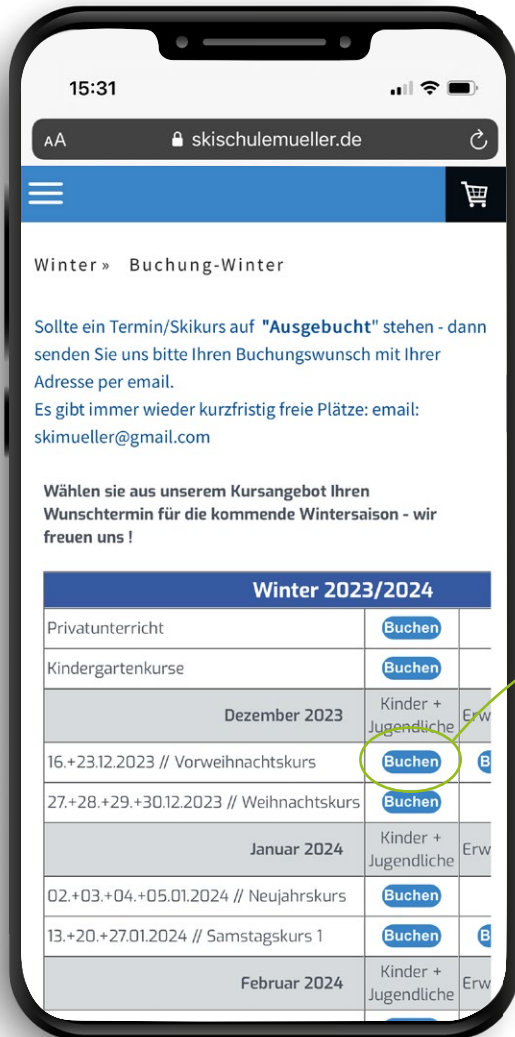 15:31
AA skischulemueller.de
Winter» Buchung-Winter
Sollte ein Termin/Skikurs auf "Ausgebucht" stehen - dann
senden Sie uns bitte Ihren Buchungswunsch mit Ihrer
Adresse per email.
Es gibt immer wieder kurzfristig freie Plätze: email:
skimueller@gmail.com
Wählen sie aus unserem Kursangebot Ihren
Wunschtermin für die kommende Wintersaison - wir
freuen uns !
Winter 2023/2024
Privatunterricht Buchen
Kindergartenkurse Buchen
Dezember 2023 Kinder + Jugendliche Erw
16.+23.12.2023 // Vorweihnachtskurs Buchen B
27.+28.+29.+30.12.2023 // Weihnachtskurs Buchen
Januar 2024 Kinder + Jugendliche Erw
02.+03.+04.+05.01.2024 // Neujahrskurs Buchen
13.+20.+27.01.2024 // Samstagskurs 1 Buchen B
Februar 2024 Kinder + Jugendliche Erw